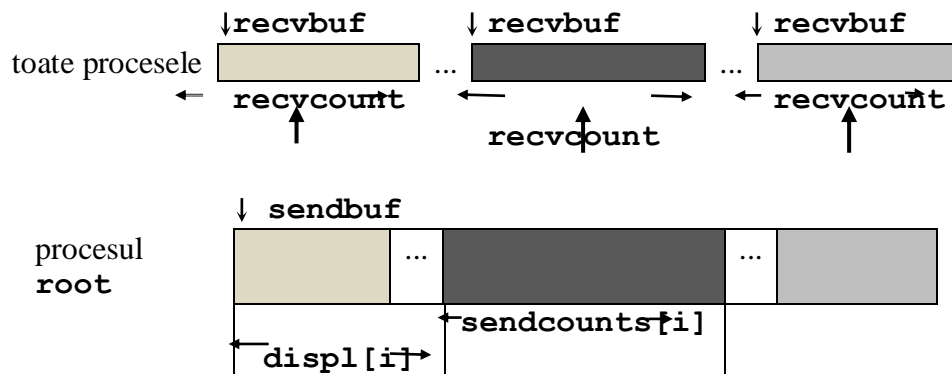 ↓recvbuf ↓ recvbuf ↓ recvbuf
toate procesele ... ...
recvcount recvcount
recvcount
↓ sendbuf
procesul ... ...
root
sendcounts[i]
displ[i]